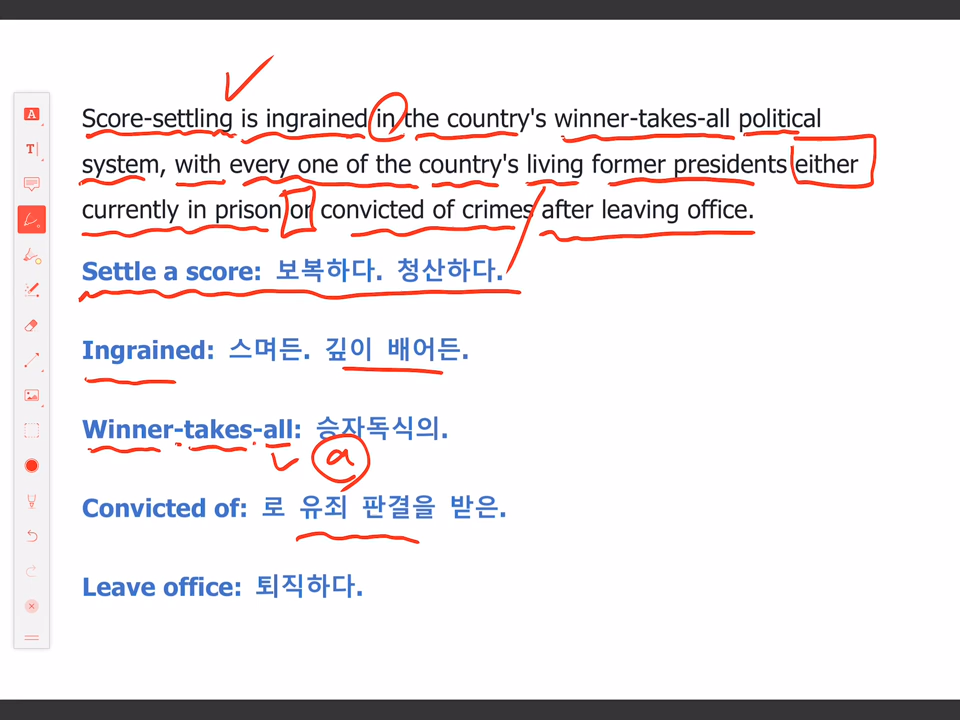 Score-settling is ingrained in the country's winner-takes-all political
system, with every one of the country's living former presidents either
currently in prison or convicted of crimes after leaving office.
Settle a score: 보복하다. 청산하다.
Ingrained: 스며든. 깊이 배어든.
Winner-takes-all: 승자독식의.
a
Convicted of: 로 유죄 판결을 받은.
Leave office: 퇴직하다.
A
T